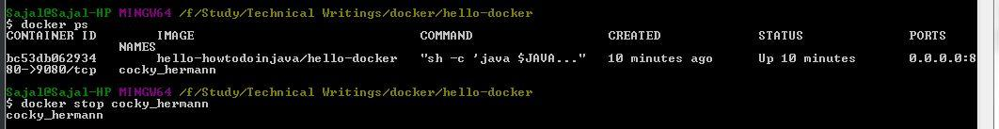 Sajal@Sajal-HP MINGW64 /f/Study/Technical Writings/docker/hello-docker
$ docker ps
CONTAINER ID        IMAGE                               COMMAND                  CREATED             STATUS              PORTS
               NAMES
bc53db062934        hello-howtodoinjava/hello-docker   "sh -c 'java $JAVA..."   10 minutes ago      Up 10 minutes       0.0.0.0:8
80->9080/tcp   cocky_hermann
Sajal@Sajal-HP MINGW64 /f/Study/Technical Writings/docker/hello-docker
$ docker stop cocky_hermann
cocky_hermann